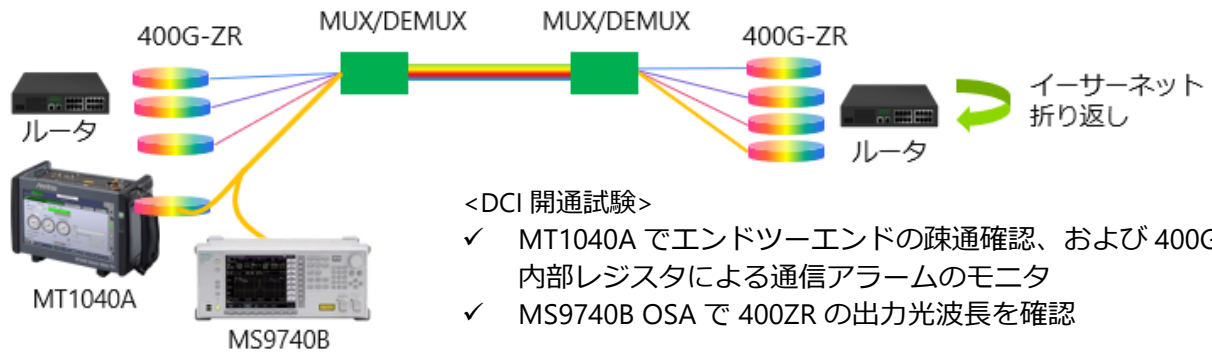 MUX/DEMUX
MUX/DEMUX
400G-ZR
400G-ZR
ルータ
ルータ
イーサーネット
折り返し
MT1040A
MS9740B
<DCI 開通試験>
✓ MT1040A でエンドツーエンドの疎通確認、および 400G
内部レジスタによる通信アラームのモニタ
✓ MS9740B OSA で 400ZR の出力光波長を確認